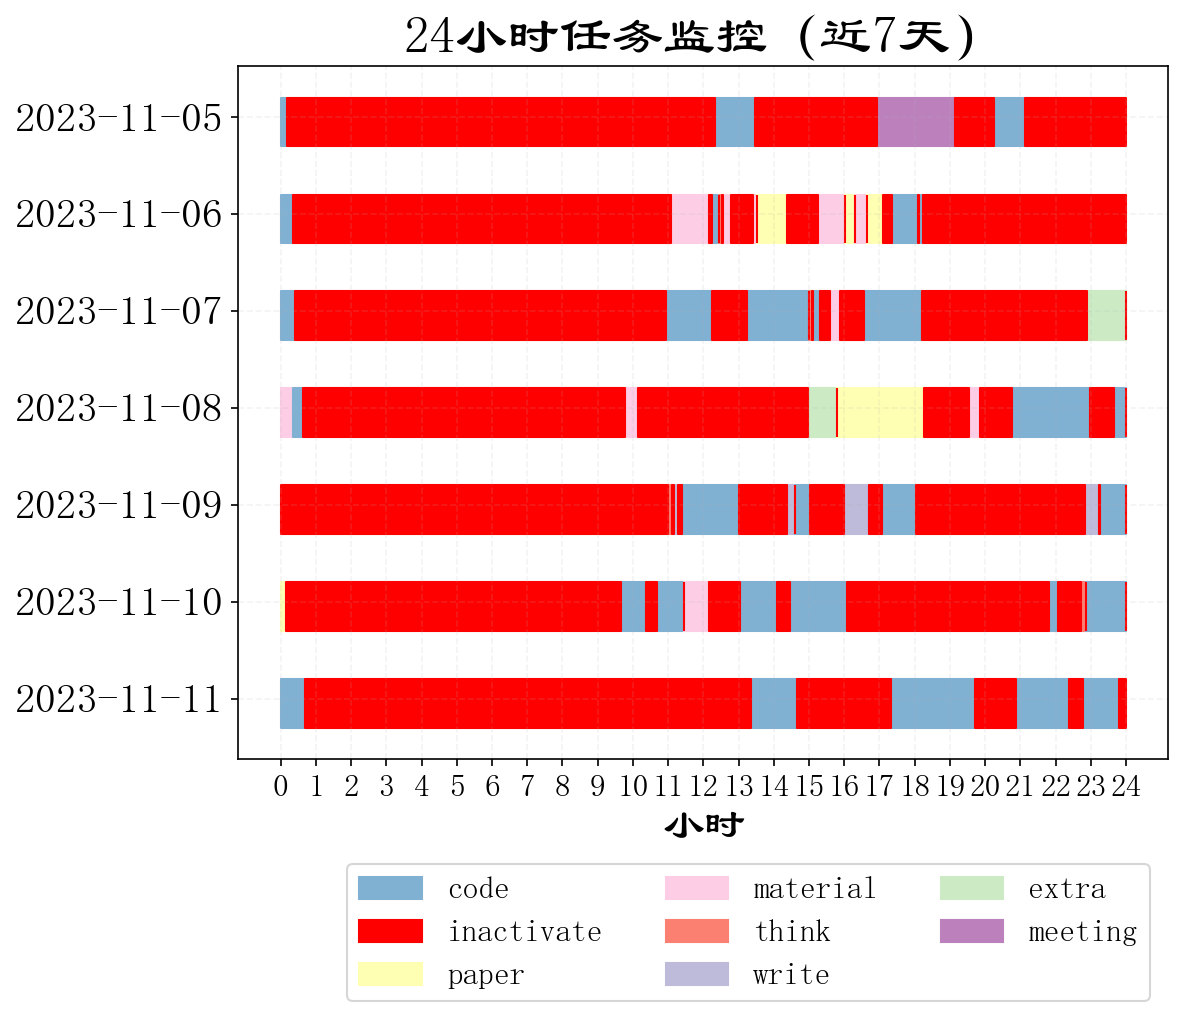 24小时任务监控 (近7天)
2023-11-05
2023-11-06
2023-11-07
2023-11-08
2023-11-09
2023-11-10
2023-11-11
0 1 2 3 4 5 6 7 8 9 10 11 12 13 14 15 16 17 18 19 20 21 22 23 24
小时
code material extra
inactivate think meeting
paper write